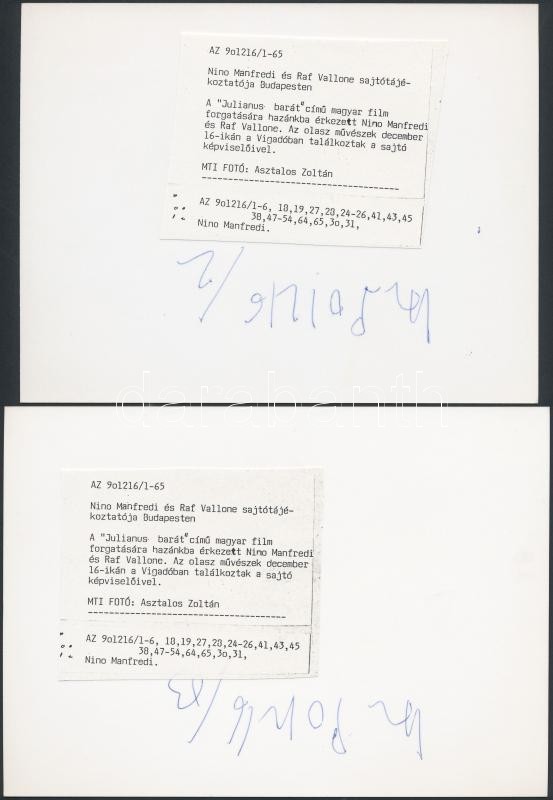 AZ 9ol216/1-65
Nino Manfredi és Raf Vallone sajtótájé-
koztatója Budapesten
A "Julianus barát"című magyar film
forgatására hazánkba érkezett Nino Manfredi
és Raf Vallone. Az olasz művészek december
16-ikán a Vigadóban találkoztak a sajtó
képviselőivel.
MTI FOTÓ: Asztalos Zoltán
AZ 9ol216/1-6, 18,19,27,28,24-26,41,43,45
38,47-54,64,65,3o,31,
Nino Manfredi.
darabanth
AZ 9ol216/1-65
Nino Manfredi és Raf Vallone sajtótájé-
koztatója Budapesten
A "Julianus barát"című magyar film
forgatására hazánkba érkezett Nino Manfredi
és Raf Vallone. Az olasz művészek december
16-ikán a Vigadóban találkoztak a sajtó
képviselőivel.
MTI FOTÓ: Asztalos Zoltán
AZ 9ol216/1-6, 18,19,27,28,24-26,41,43,45
38,47-54,64,65,3o,31,
Nino Manfredi.